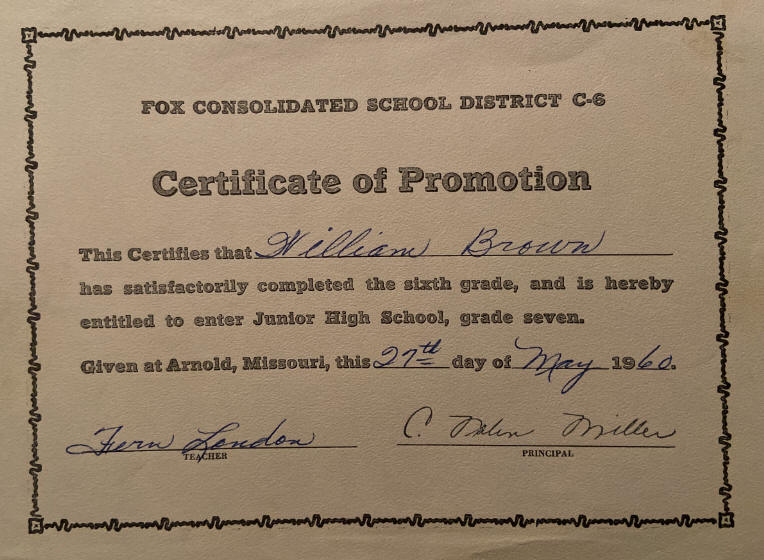 FOX CONSOLIDATED SCHOOL DISTRICT C-6
Certificate of Promotion
This Certifies that William Brown
has satisfactorily completed the sixth grade, and is hereby
entitled to enter Junior High School, grade seven.
Given at Arnold, Missouri, this 27th day of May 1960.
Fern London C. Miller
TEACHER PRINCIPAL